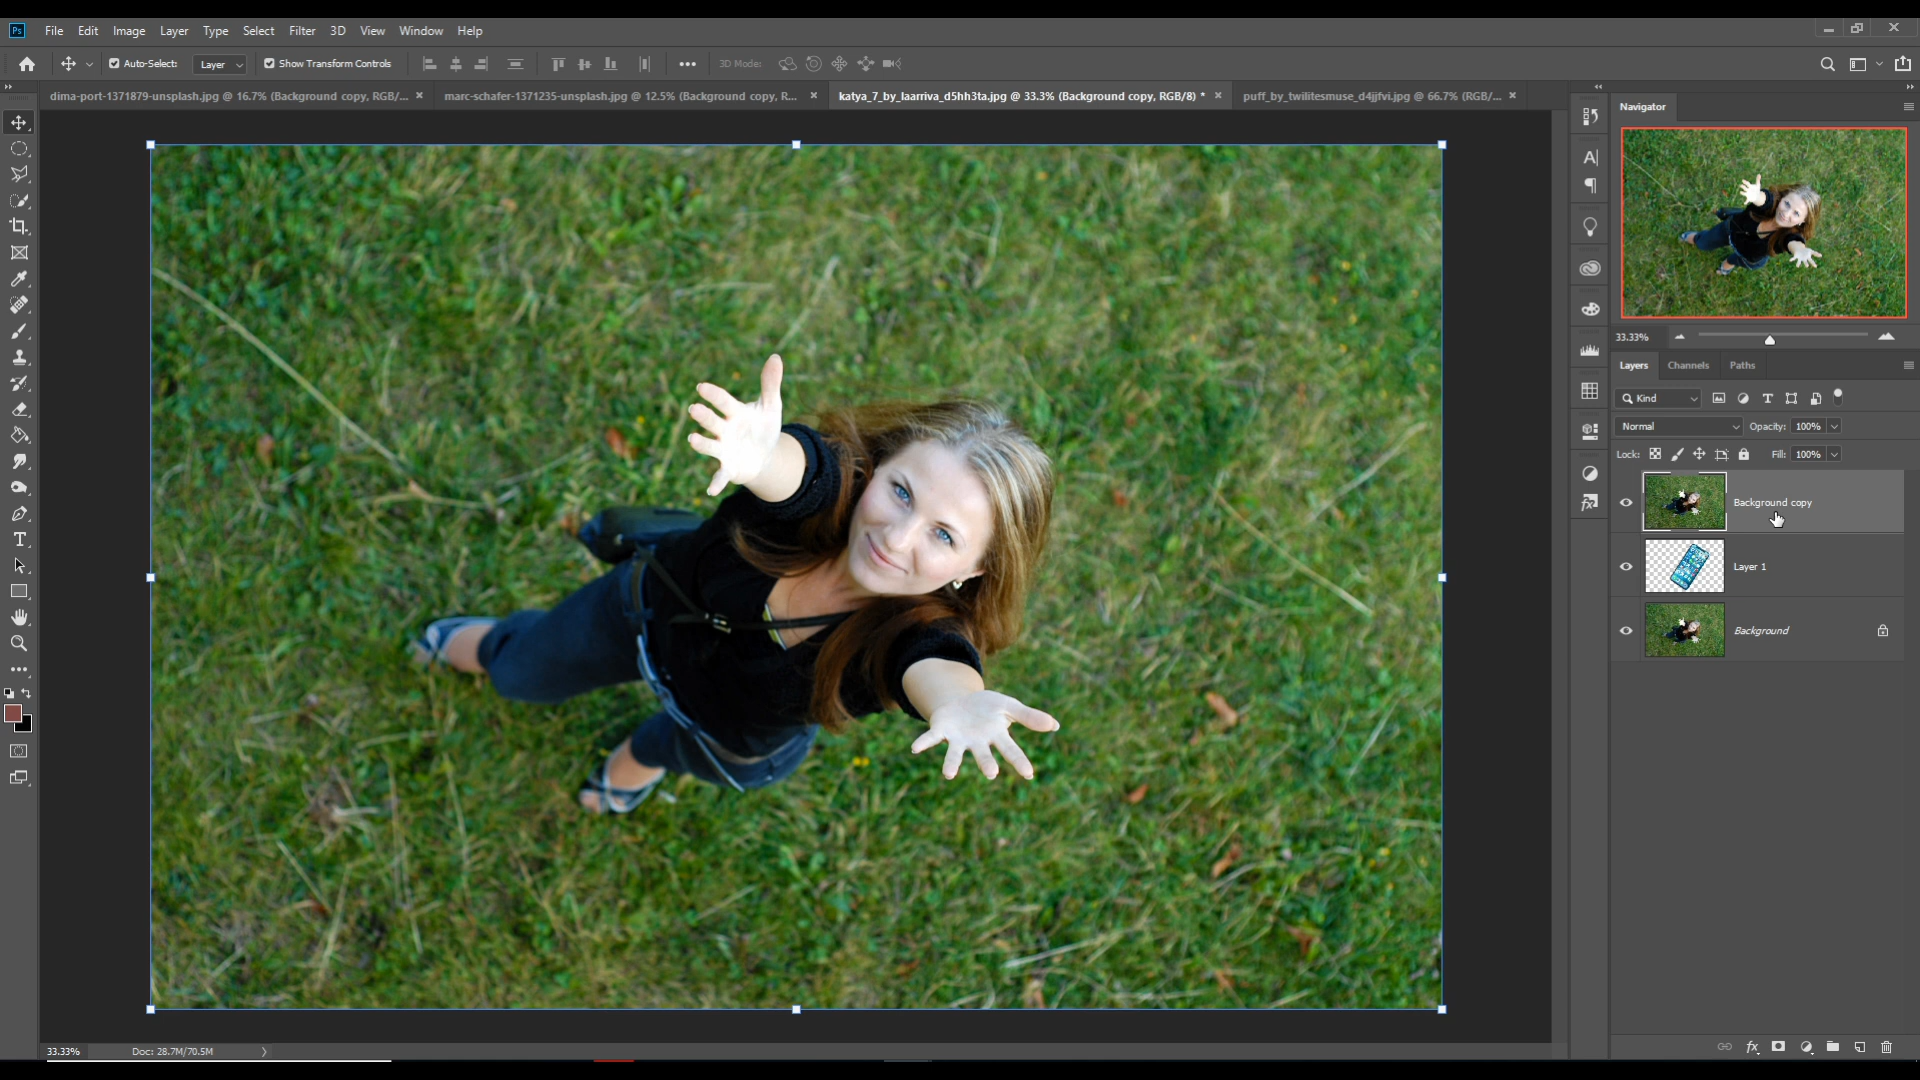 Ps File Edit Image Layer Type Select Filter 3D View Window Help
Auto-Select: Layer Show Transform Controls 3D Mode:
dima-port-1371879-unsplash.jpg @ 16.7% (Background copy, RGB/... × marc-schafer-1371235-unsplash.jpg @ 12.5% (Background copy, R... × katya_7_by_laarriva_d5hh3ta.jpg @ 33.3% (Background copy, RGB/8) * × puff_by_twilitesmuse_d4jjfvi.jpg @ 66.7% (RGB/... ×
Navigator
33.33%
Layers Channels Paths
Kind
Normal Opacity: 100%
Lock: Fill: 100%
Background copy
Layer 1
Background
33.33% Doc: 28.7M/70.5M
fx